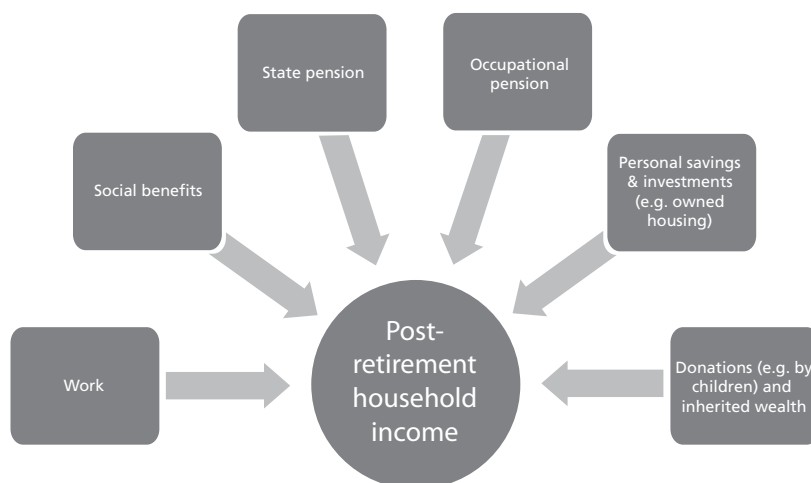 State pension
Occupational
pension
Social benefits
Personal savings
& investments
(e.g. owned
housing)
Work
Post-
retirement
household
income
Donations (e.g. by
children) and
inherited wealth